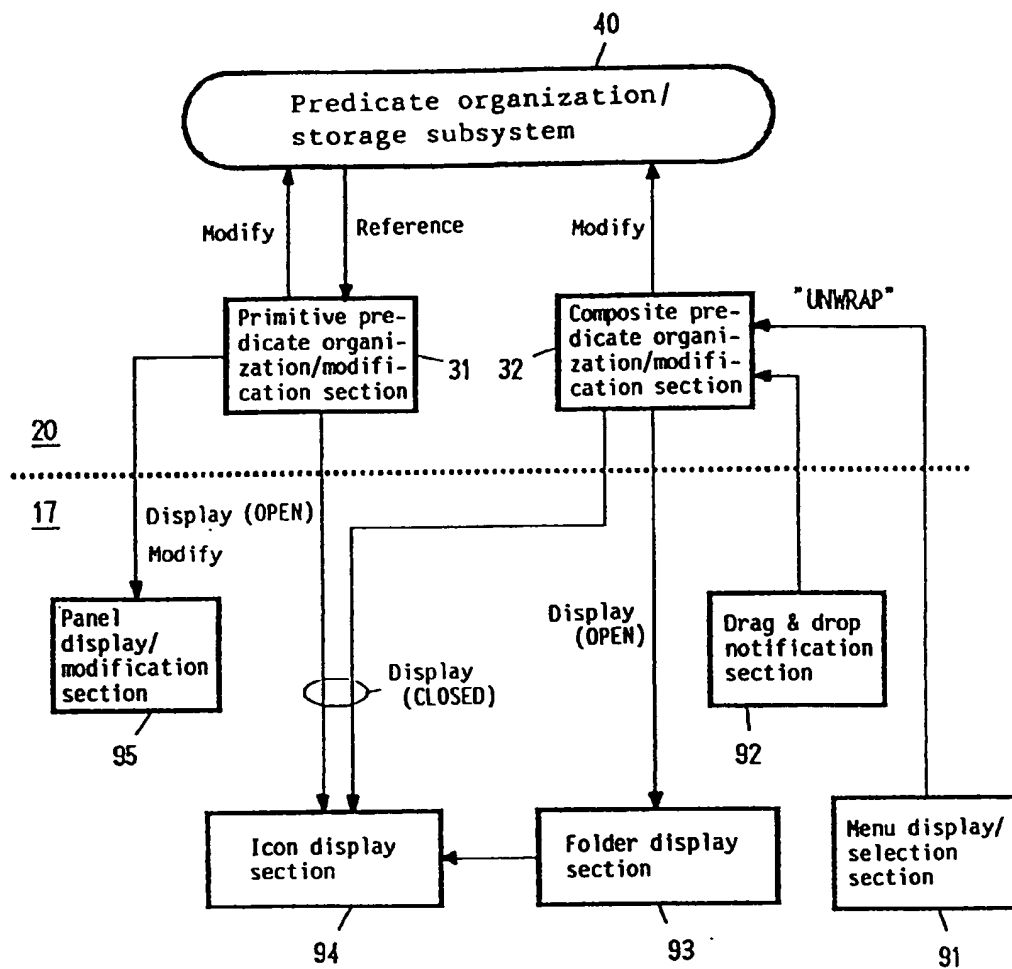 40
Predicate organization/
storage subsystem
Modify
Reference
Modify
"UNWRAP"
Primitive pre-
dicate organi-
zation/modifi-
cation section
31
32
Composite pre-
dicate organi-
zation/modifi-
cation section
20
17
Display (OPEN)
Modify
Panel
display/
modification
section
95
Display
(CLOSED)
Display
(OPEN)
Drag & drop
notification
section
92
Icon display
section
94
Folder display
section
93
Menu display/
selection
section
91